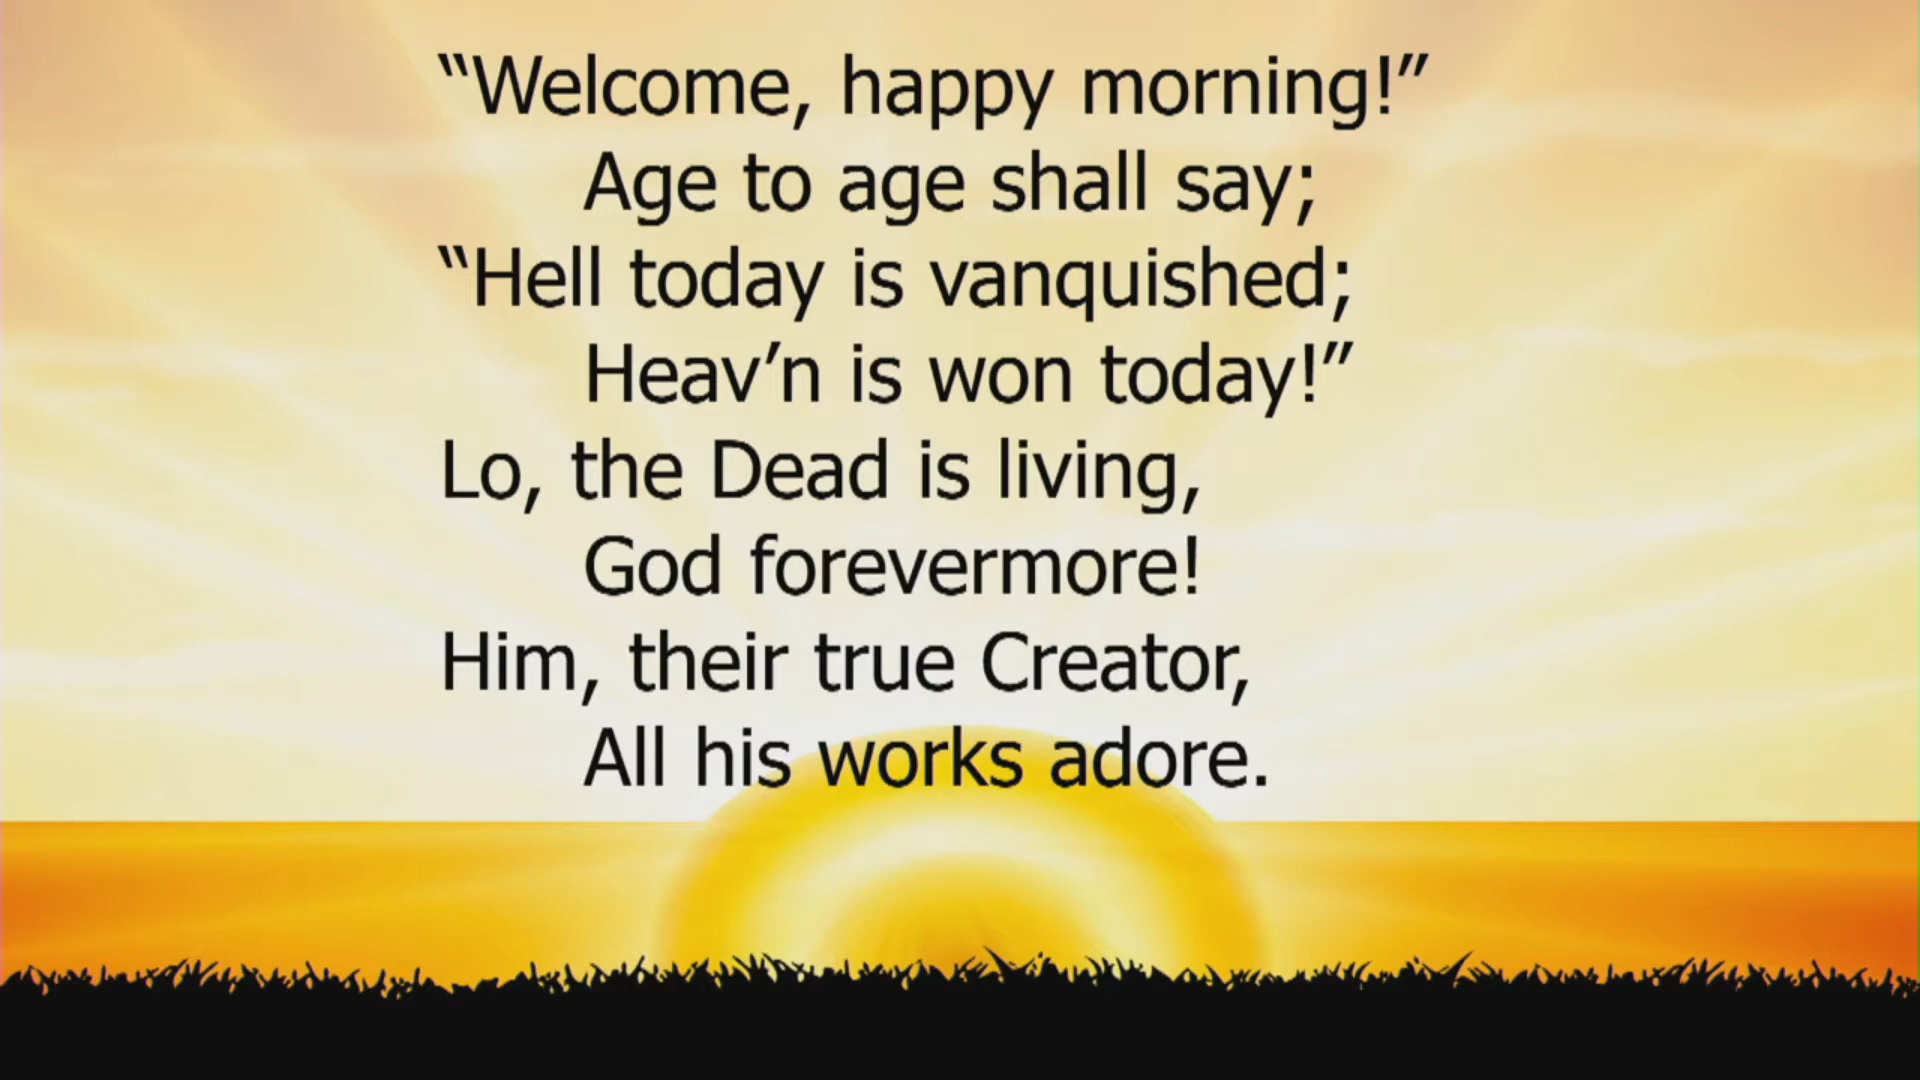 “Welcome, happy morning!”
Age to age shall say;
“Hell today is vanquished;
Heav’n is won today!”
Lo, the Dead is living,
God forevermore!
Him, their true Creator,
All his works adore.